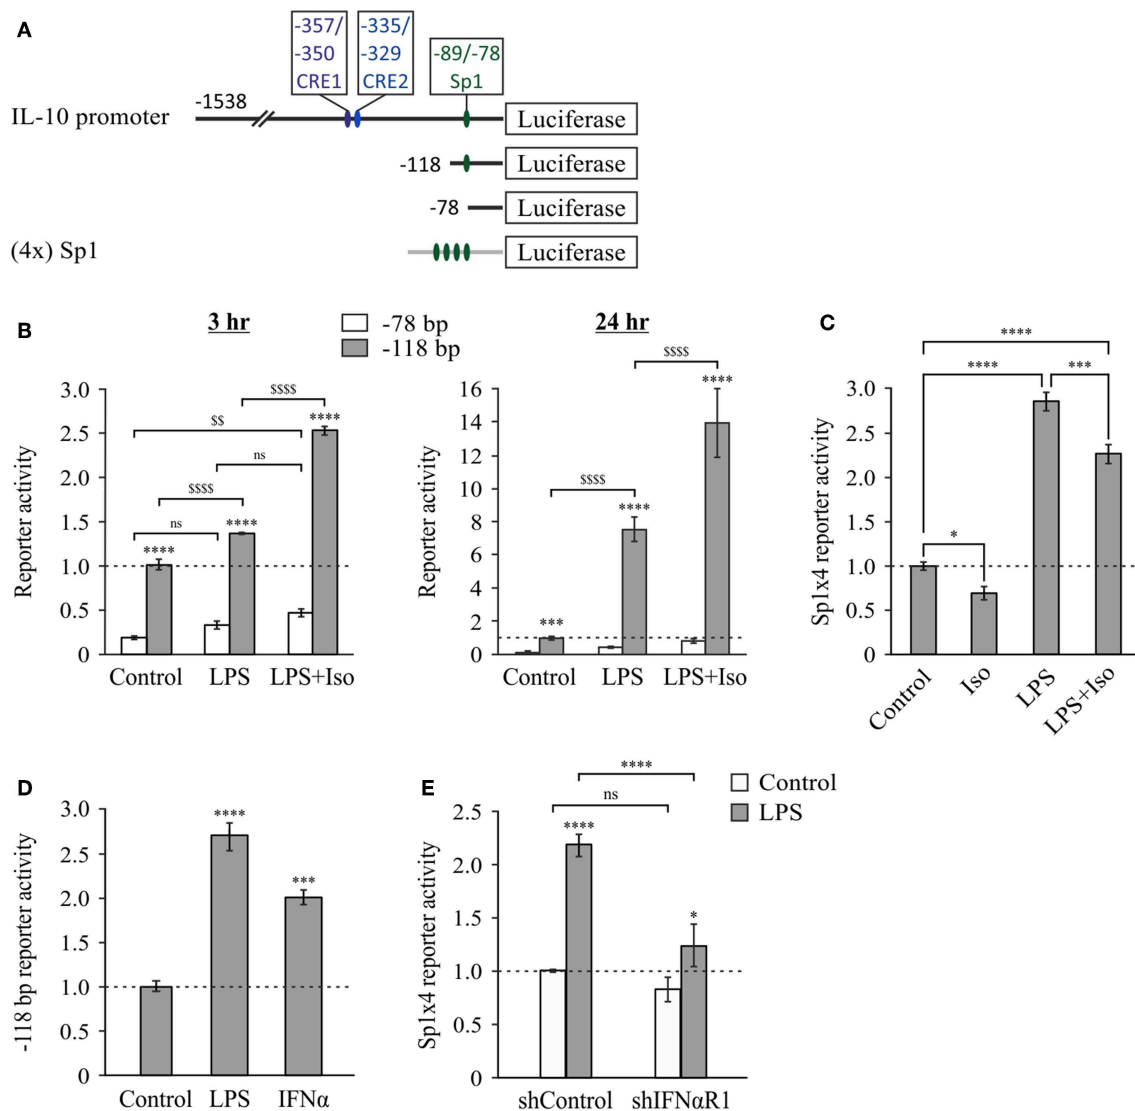 A
-357/
-350
CRE1
-335/
-329
CRE2
-89/-78
Sp1
-1538
IL-10 promoter
Luciferase
-118
Luciferase
-78
Luciferase
(4x) Sp1
Luciferase
B
3 hr
-78 bp
-118 bp
24 hr
Reporter activity
3.0
2.5
2.0
1.5
1.0
0.5
0
$$$$
$$
****
ns
$$$$
ns
****
****
Control
LPS
LPS+Iso
Reporter activity
16
14
12
10
8
6
4
2
1
0
$$$$
****
$$$$
****
***
Control
LPS
LPS+Iso
C
Sp1x4 reporter activity
3.0
2.5
2.0
1.5
1.0
0.5
0
****
****
***
*
Control
Iso
LPS
LPS+Iso
D
-118 bp reporter activity
3.0
2.5
2.0
1.5
1.0
0.5
0
****
***
Control
LPS
IFNα
E
Control
LPS
Sp1x4 reporter activity
2.5
2.0
1.5
1.0
0.5
0
****
ns
****
*
shControl
shIFNαR1